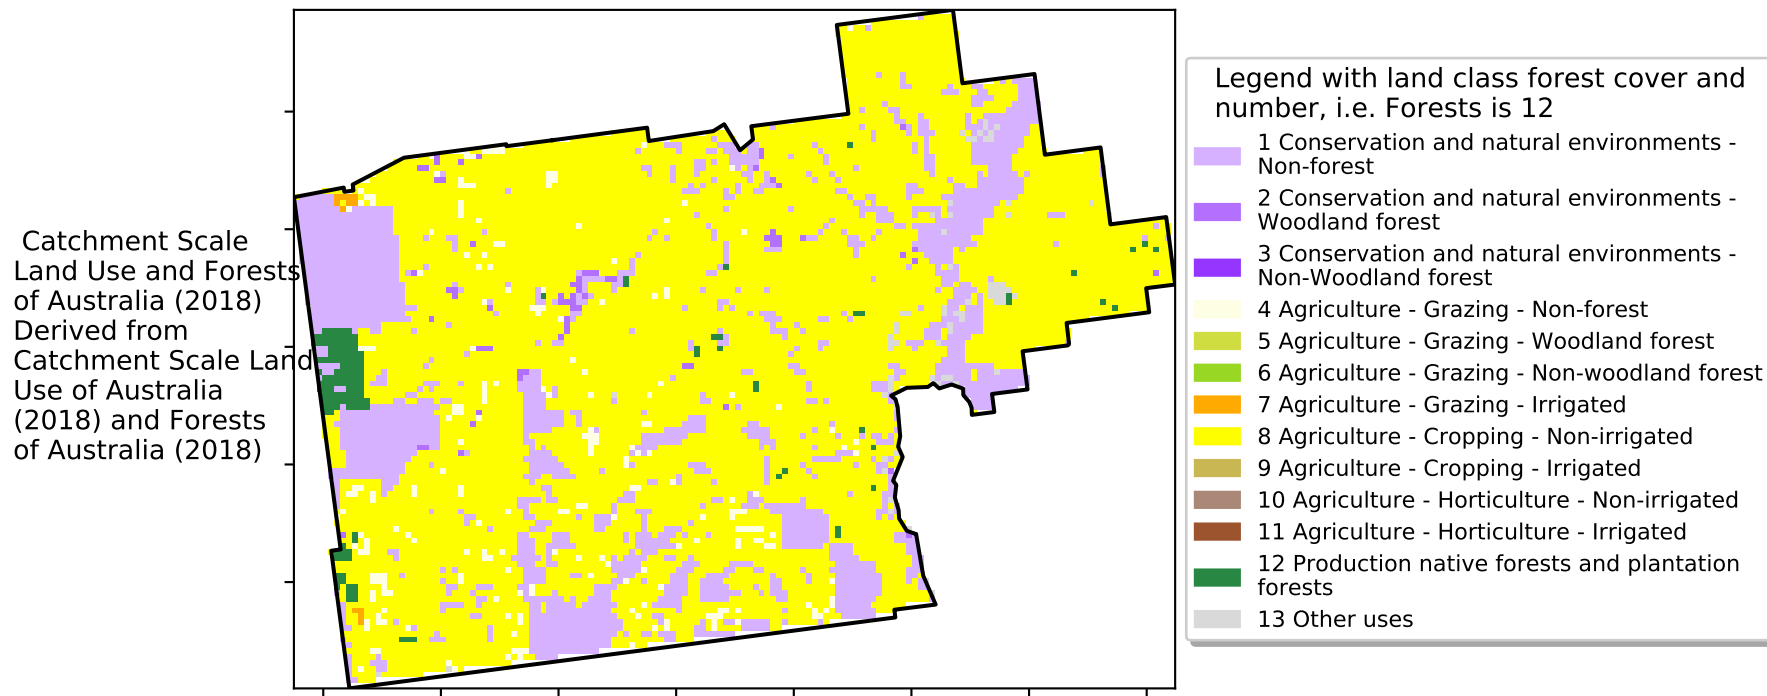 Catchment Scale
Land Use and Forests
of Australia (2018)
Derived from
Catchment Scale Land
Use of Australia
(2018) and Forests
of Australia (2018)
Legend with land class forest cover and
number, i.e. Forests is 12
1 Conservation and natural environments -
Non-forest
2 Conservation and natural environments -
Woodland forest
3 Conservation and natural environments -
Non-Woodland forest
4 Agriculture - Grazing - Non-forest
5 Agriculture - Grazing - Woodland forest
6 Agriculture - Grazing - Non-woodland forest
7 Agriculture - Grazing - Irrigated
8 Agriculture - Cropping - Non-irrigated
9 Agriculture - Cropping - Irrigated
10 Agriculture - Horticulture - Non-irrigated
11 Agriculture - Horticulture - Irrigated
12 Production native forests and plantation
forests
13 Other uses